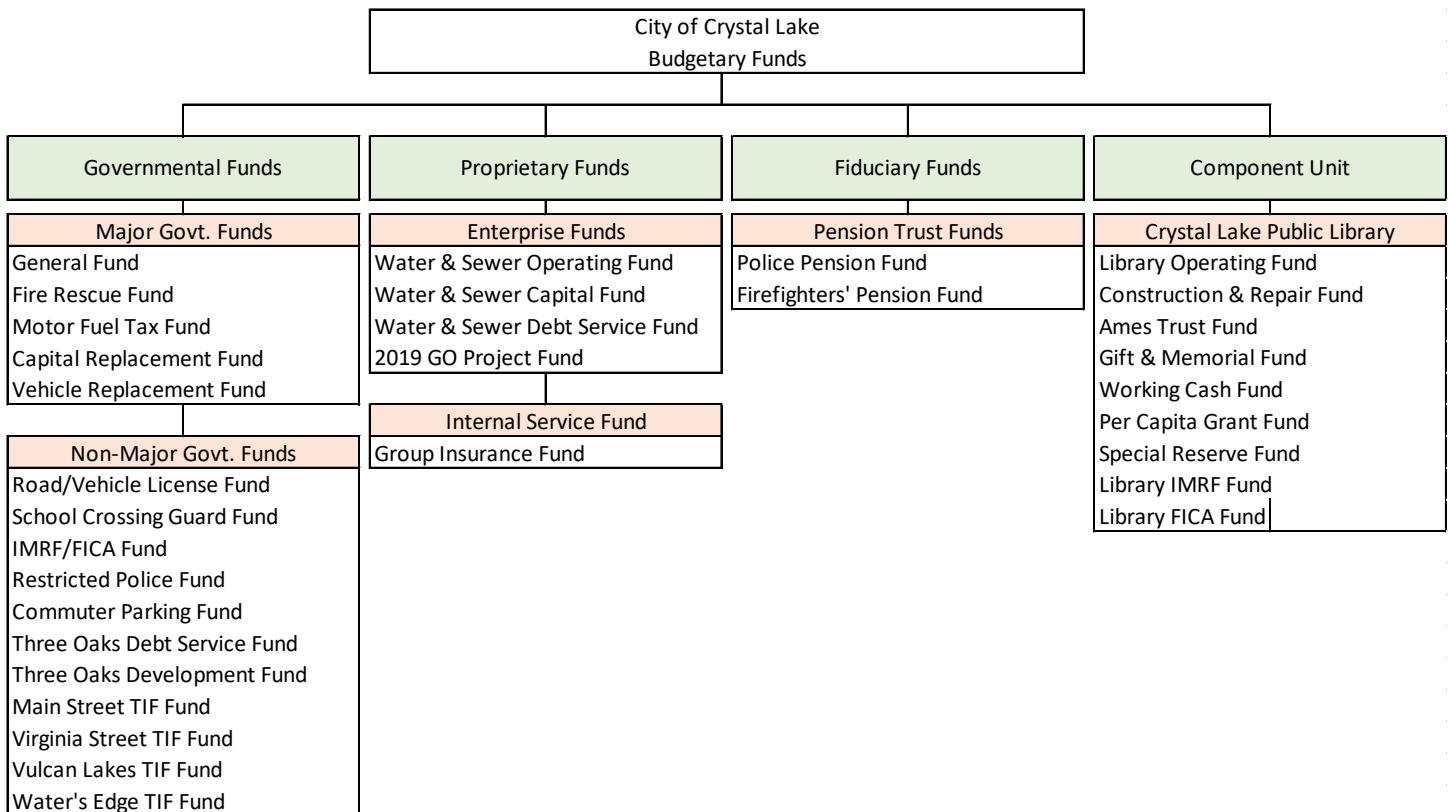 City of Crystal Lake
Budgetary Funds
Governmental Funds
Proprietary Funds
Fiduciary Funds
Component Unit
Major Govt. Funds
General Fund
Fire Rescue Fund
Motor Fuel Tax Fund
Capital Replacement Fund
Vehicle Replacement Fund
Non-Major Govt. Funds
Road/Vehicle License Fund
School Crossing Guard Fund
IMRF/FICA Fund
Restricted Police Fund
Commuter Parking Fund
Three Oaks Debt Service Fund
Three Oaks Development Fund
Main Street TIF Fund
Virginia Street TIF Fund
Vulcan Lakes TIF Fund
Water's Edge TIF Fund
Enterprise Funds
Water & Sewer Operating Fund
Water & Sewer Capital Fund
Water & Sewer Debt Service Fund
2019 GO Project Fund
Internal Service Fund
Group Insurance Fund
Pension Trust Funds
Police Pension Fund
Firefighters' Pension Fund
Crystal Lake Public Library
Library Operating Fund
Construction & Repair Fund
Ames Trust Fund
Gift & Memorial Fund
Working Cash Fund
Per Capita Grant Fund
Special Reserve Fund
Library IMRF Fund
Library FICA Fund